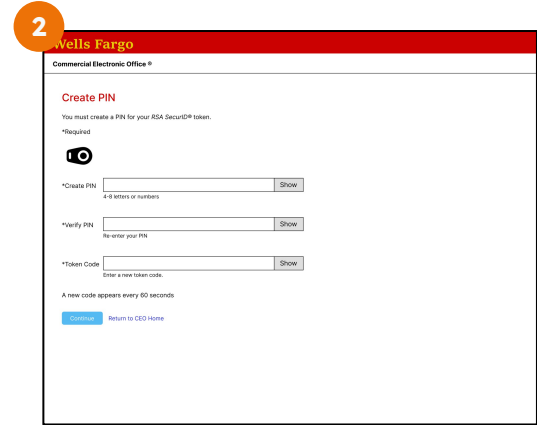 2
Wells Fargo
Commercial Electronic Office ®
Create PIN
You must create a PIN for your RSA SecurID® token.
*Required
*Create PIN
Show
4-8 letters or numbers
*Verify PIN
Show
Re-enter your PIN
*Token Code
Show
Enter a new token code.
A new code appears every 60 seconds
Continue Return to CEO Home